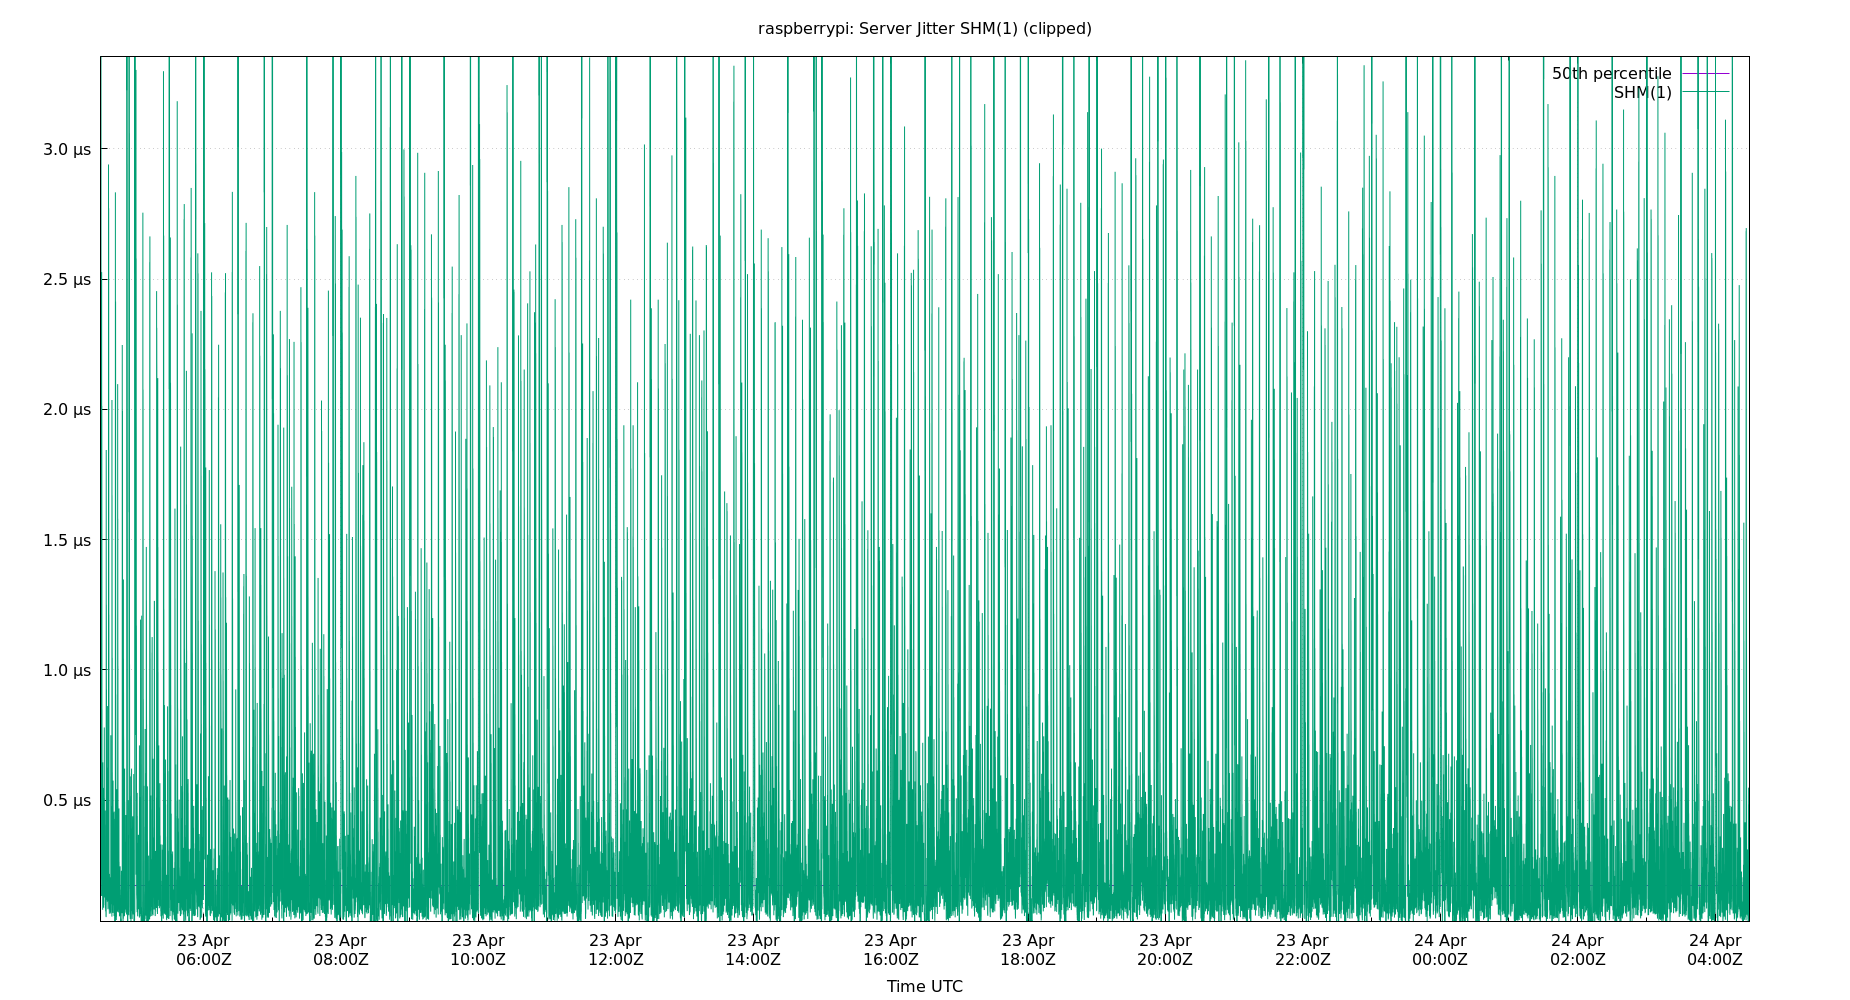 raspberrypi: Server Jitter SHM(1) (clipped)
50th percentile
SHM(1)
3.0 µs
2.5 µs
2.0 µs
1.5 µs
1.0 µs
0.5 µs
23 Apr 23 Apr 23 Apr 23 Apr 23 Apr 23 Apr 23 Apr 23 Apr 23 Apr 24 Apr 24 Apr 24 Apr
06:00Z 08:00Z 10:00Z 12:00Z 14:00Z 16:00Z 18:00Z 20:00Z 22:00Z 00:00Z 02:00Z 04:00Z
Time UTC